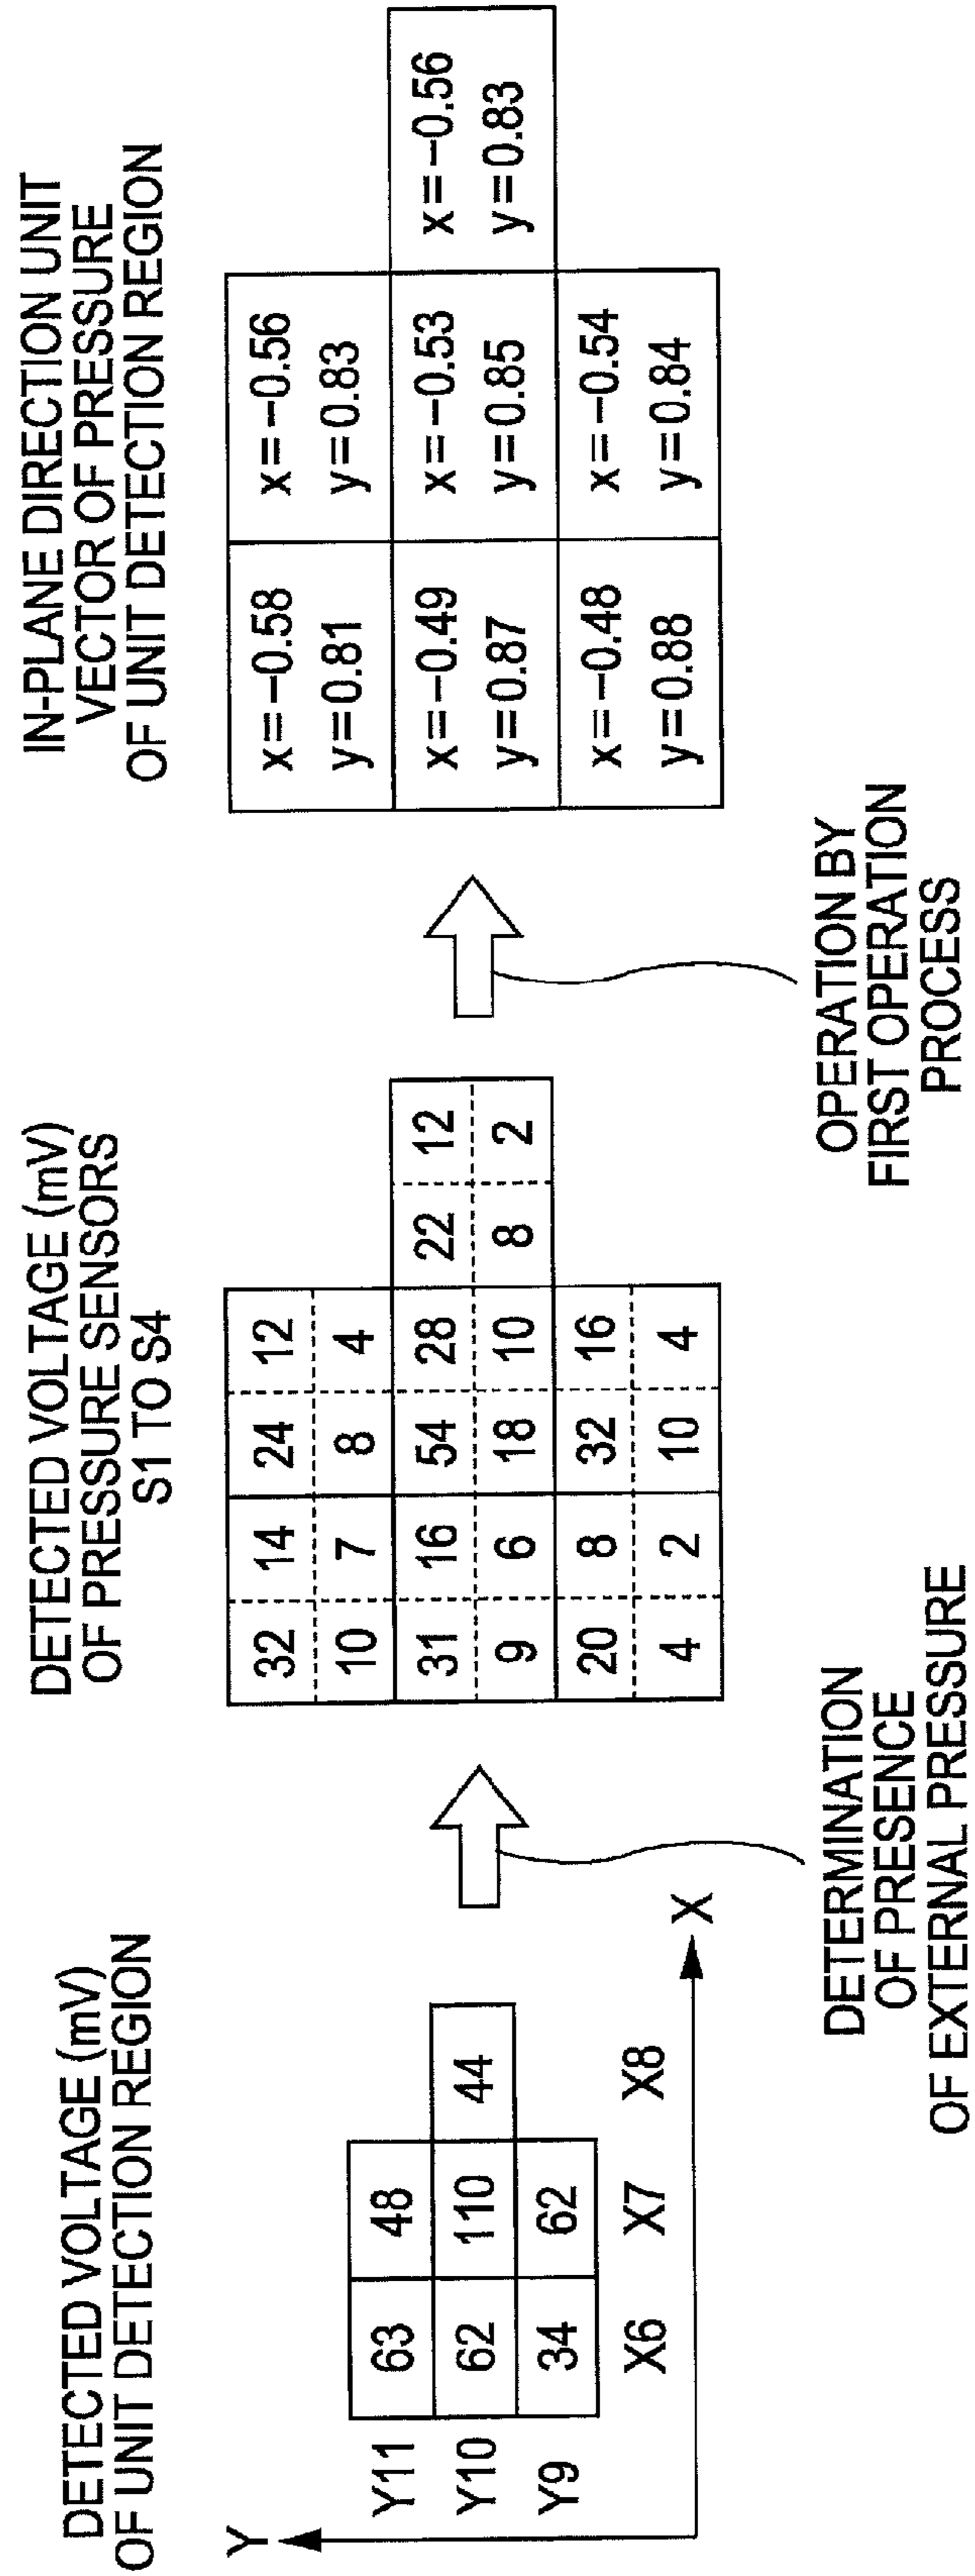 DETECTED VOLTAGE (mV)
OF UNIT DETECTION REGION
Y
Y11 63 48
Y10 62 110 44
Y9 34 62
X6 X7 X8
X
DETERMINATION
OF PRESENCE
OF EXTERNAL PRESSURE
DETECTED VOLTAGE (mV)
OF PRESSURE SENSORS
S1 TO S4
32 14 24 12
10 7 8 4
31 16 54 28 22 12
9 6 18 10 8 2
20 8 32 16
4 2 10 4
OPERATION BY
FIRST OPERATION
PROCESS
IN-PLANE DIRECTION UNIT
VECTOR OF PRESSURE
OF UNIT DETECTION REGION
x=−0.58 x=−0.56
y=0.81 y=0.83
x=−0.49 x=−0.53 x=−0.56
y=0.87 y=0.85 y=0.83
x=−0.48 x=−0.54
y=0.88 y=0.84